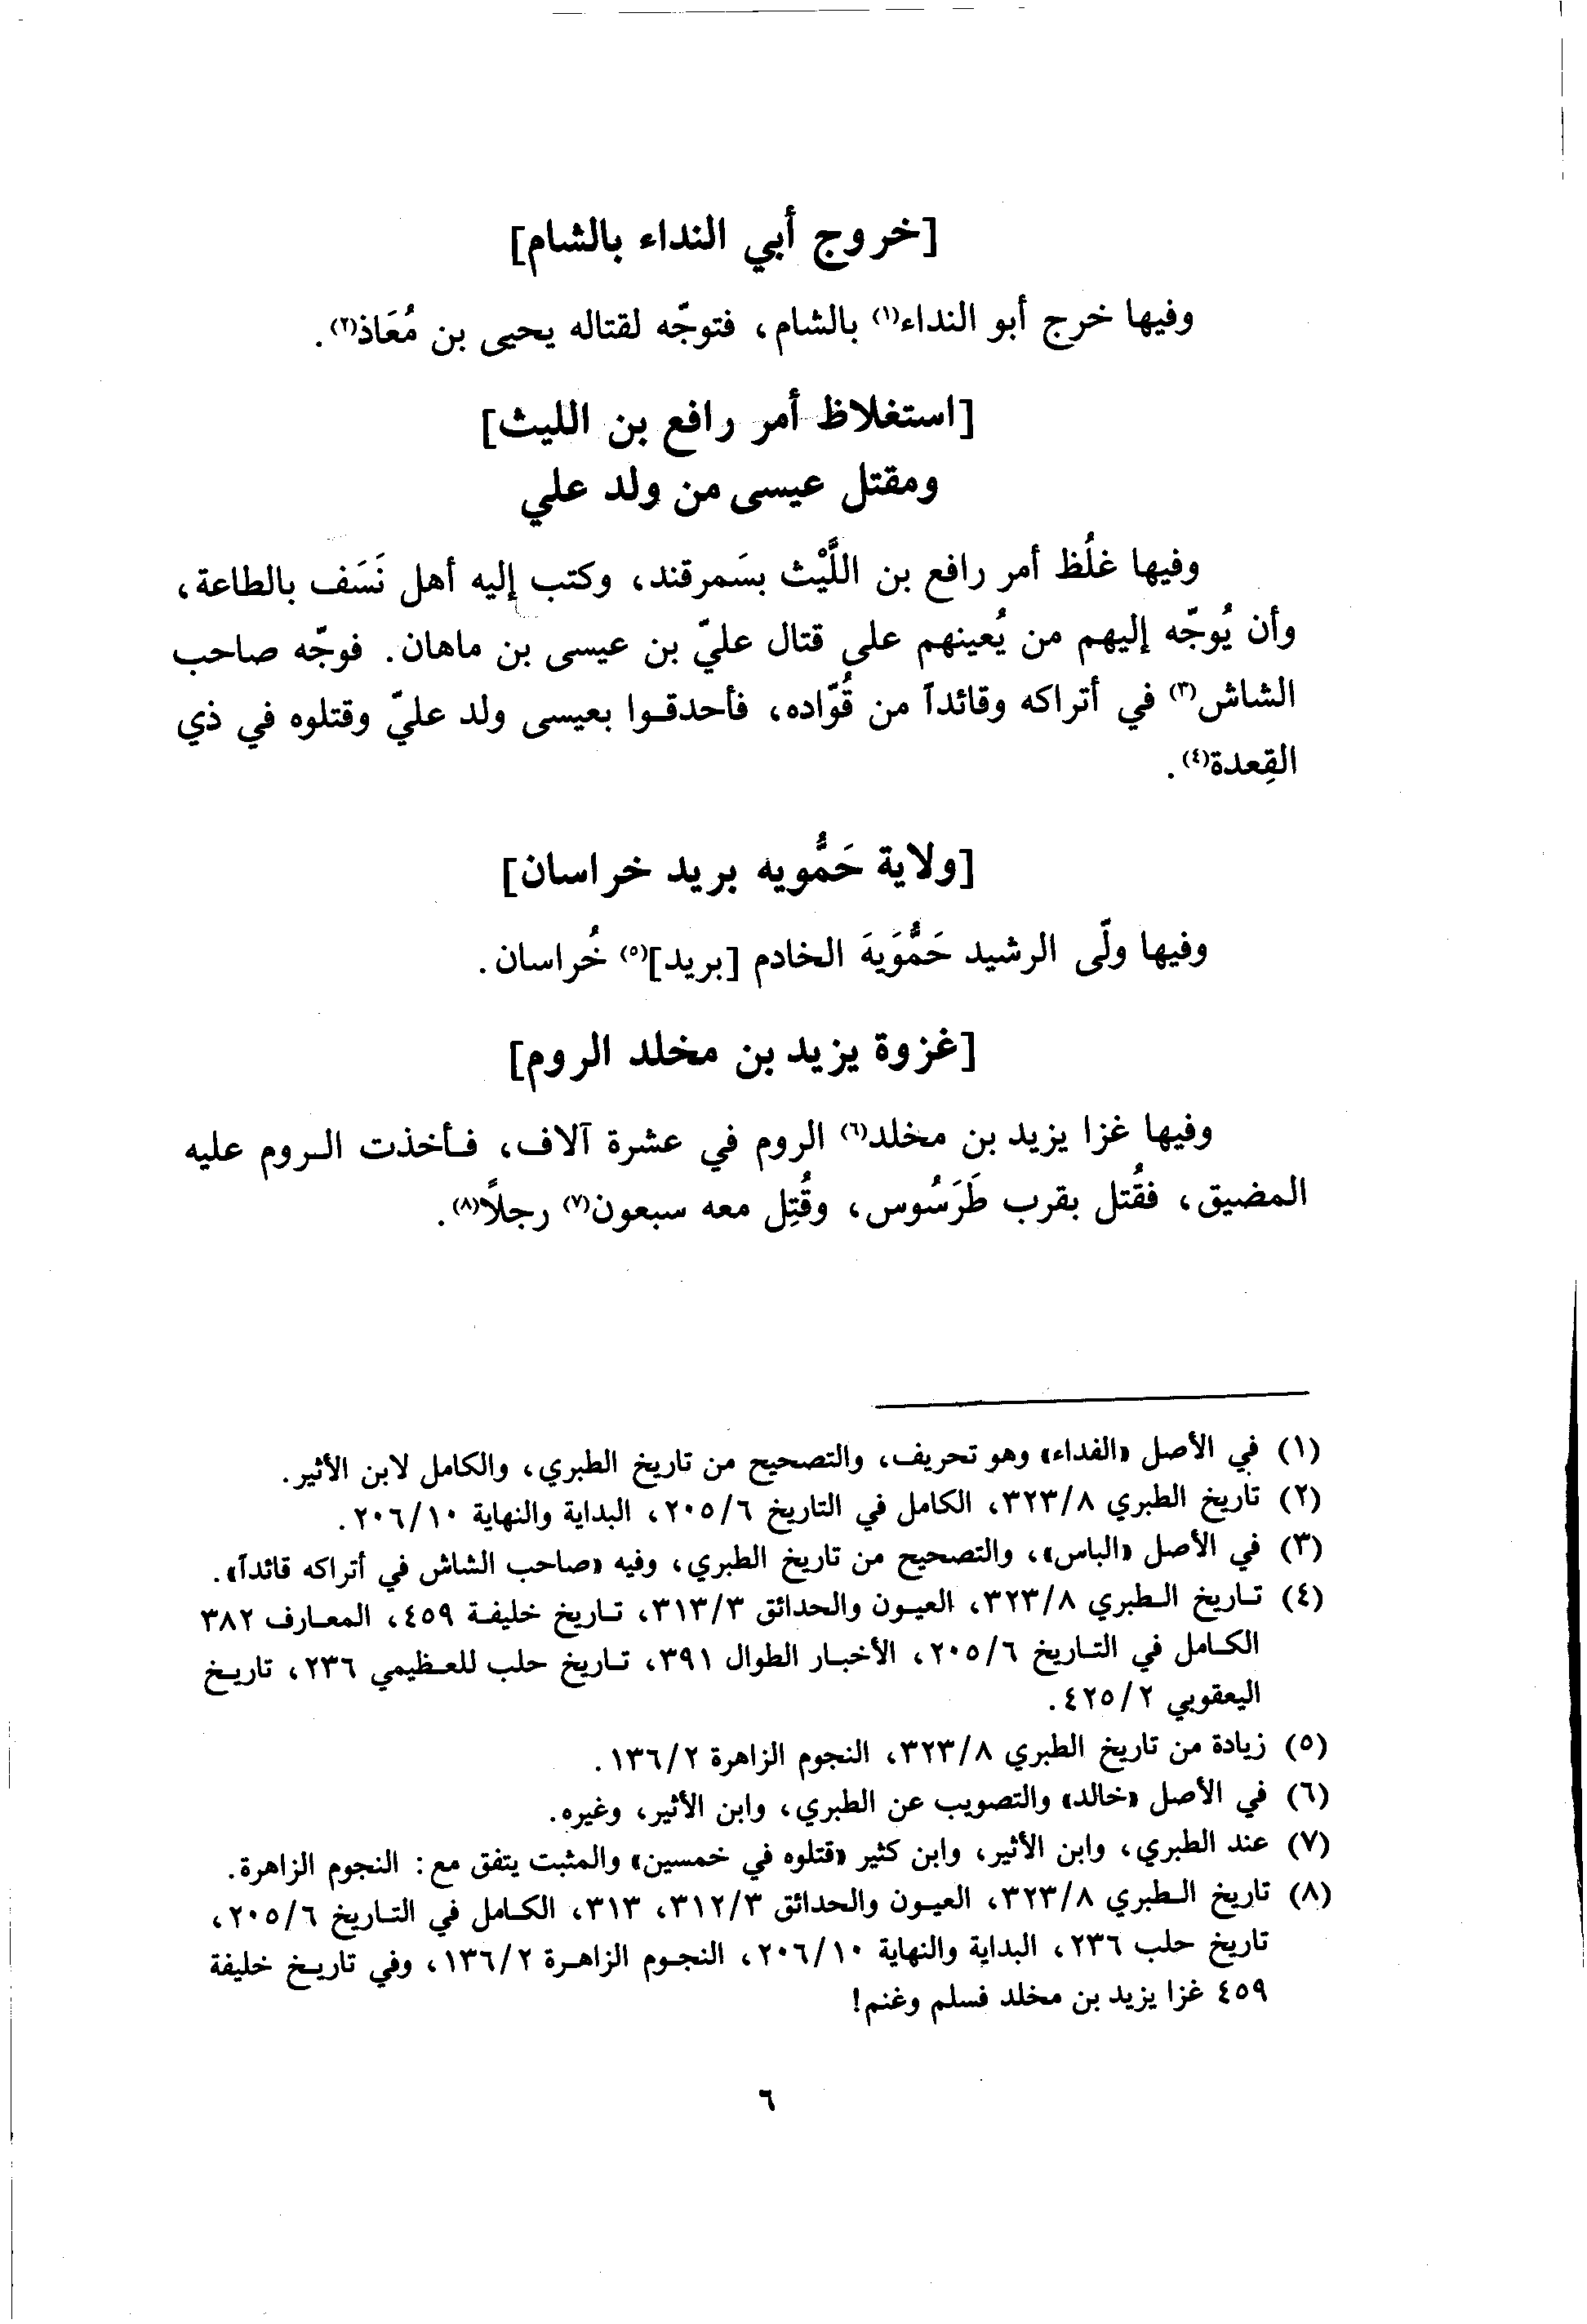 [خروج أبي النداء بالشام]
وفيها خرج أبو النداء(١) بالشام، فتوجّه لقتاله يحيى بن مُعَاذ(٢).
[استغلاظ أمر رافع بن الليث]
ومقتل عيسى من ولد علي
وفيها غلُظ أمر رافع بن اللَّيْث بسَمرقند، وكتب إليه أهل نَسَف بالطاعة،
وأن يُوجّه إليهم من يُعينهم على قتال عليّ بن عيسى بن ماهان. فوجّه صاحب
الشاش(٣) في أتراكه وقائداً من قُوّاده، فأحدقوا بعيسى ولد عليّ وقتلوه في ذي
القِعدة(٤).
[ولاية حَمُّويه بريد خراسان]
وفيها ولّى الرشيد حَمُّوَيهَ الخادم [بريد](٥) خُراسان.
[غزوة يزيد بن مخلد الروم]
وفيها غزا يزيد بن مخلد(٦) الروم في عشرة آلاف، فأخذت الروم عليه
المضيق، فقُتل بقرب طَرَسُوس، وقُتِل معه سبعون(٧) رجلاً(٨).
(١) في الأصل «الفداء» وهو تحريف، والتصحيح من تاريخ الطبري، والكامل لابن الأثير.
(٢) تاريخ الطبري ٣٢٣/٨، الكامل في التاريخ ٢٠٥/٦، البداية والنهاية ٢٠٦/١٠.
(٣) في الأصل «الباس»، والتصحيح من تاريخ الطبري، وفيه «صاحب الشاش في أتراكه قائداً».
(٤) تاريخ الطبري ٣٢٣/٨، العيون والحدائق ٣١٣/٣، تاريخ خليفة ٤٥٩، المعارف ٣٨٢
الكامل في التاريخ ٢٠٥/٦، الأخبار الطوال ٣٩١، تاريخ حلب للعظيمي ٢٣٦، تاريخ
اليعقوبي ٤٢٥/٢.
(٥) زيادة من تاريخ الطبري ٣٢٣/٨، النجوم الزاهرة ١٣٦/٢.
(٦) في الأصل «خالد» والتصويب عن الطبري، وابن الأثير، وغيره.
(٧) عند الطبري، وابن الأثير، وابن كثير «قتلوه في خمسين» والمثبت يتفق مع: النجوم الزاهرة.
(٨) تاريخ الطبري ٣٢٣/٨، العيون والحدائق ٣١٢/٣، ٣١٣، الكامل في التاريخ ٢٠٥/٦،
تاريخ حلب ٢٣٦، البداية والنهاية ٢٠٦/١٠، النجوم الزاهرة ١٣٦/٢، وفي تاريخ خليفة
٤٥٩ غزا يزيد بن مخلد فسلم وغنم!
٦